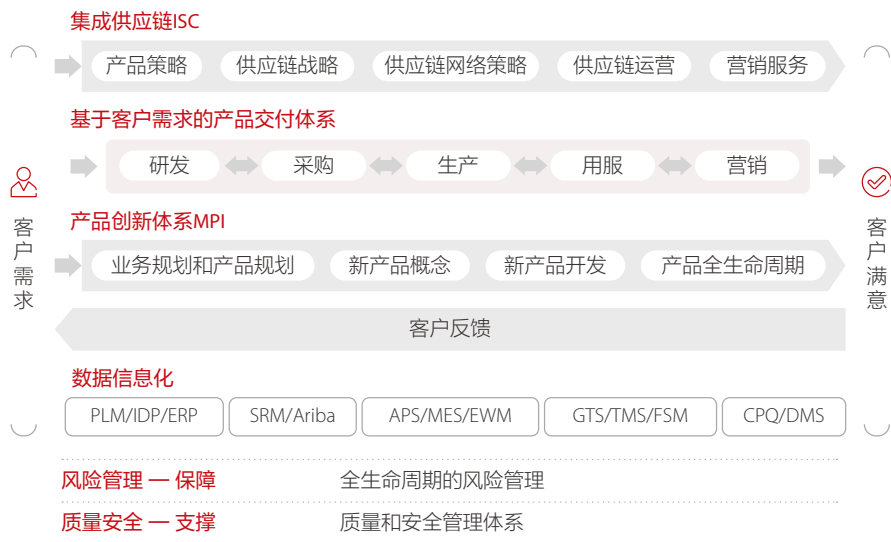 集成供应链ISC
产品策略 供应链战略 供应链网络策略 供应链运营 营销服务
基于客户需求的产品交付体系
研发 采购 生产 用服 营销
客户需求
客户满意
产品创新体系MPI
业务规划和产品规划 新产品概念 新产品开发 产品全生命周期
客户反馈
数据信息化
PLM/IDP/ERP SRM/Ariba APS/MES/EWM GTS/TMS/FSM CPQ/DMS
风险管理 — 保障 全生命周期的风险管理
质量安全 — 支撑 质量和安全管理体系